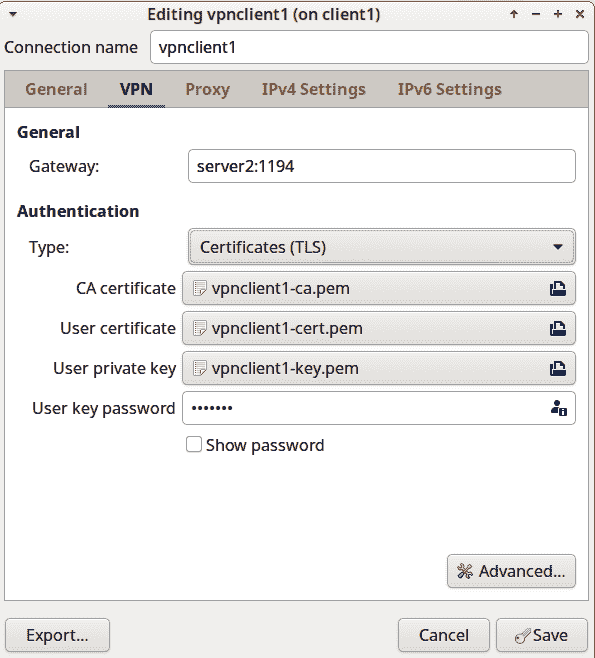 Editing vpnclient1 (on client1)
Connection name vpnclient1
General VPN Proxy IPv4 Settings IPv6 Settings
General
Gateway: server2:1194
Authentication
Type: Certificates (TLS)
CA certificate vpnclient1-ca.pem
User certificate vpnclient1-cert.pem
User private key vpnclient1-key.pem
User key password •••••••
Show password
Advanced...
Export... Cancel Save